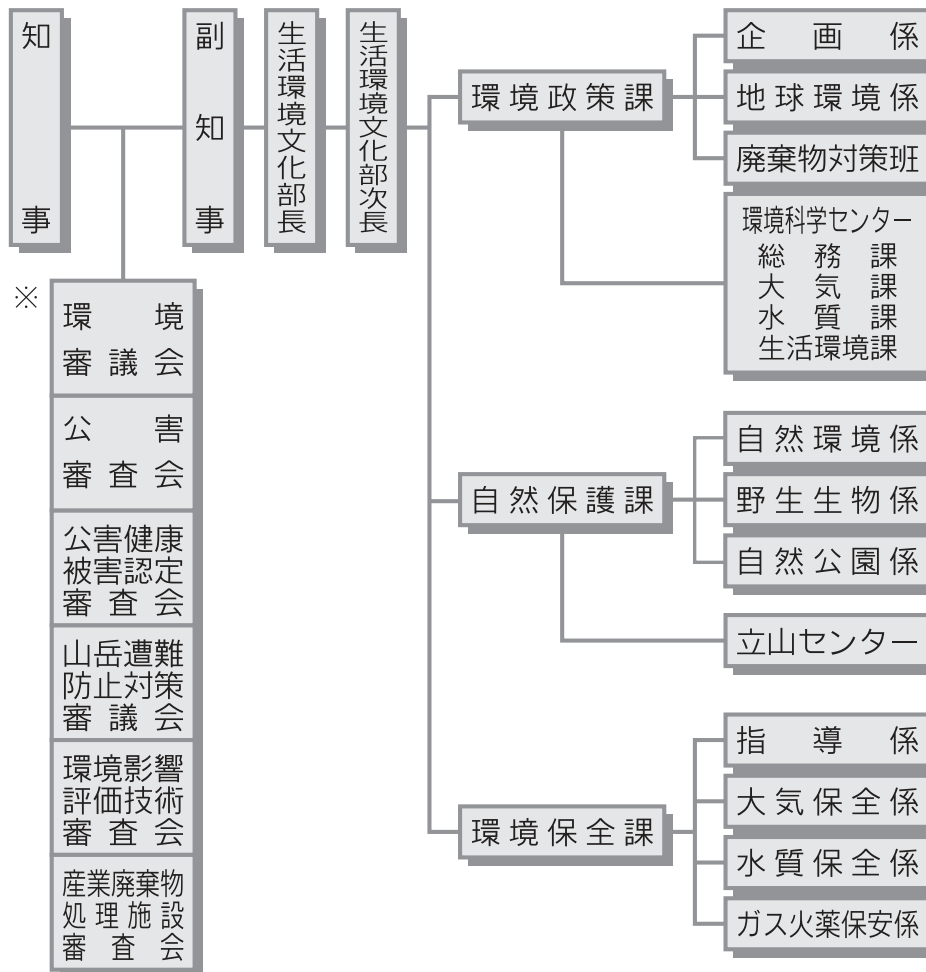 知事
副知事
生活環境文化部長
生活環境文化部次長
※
環境
審議会
公害
審査会
公害健康
被害認定
審査会
山岳遭難
防止対策
審議会
環境影響
評価技術
審査会
産業廃棄物
処理施設
審査会
環境政策課
企画係
地球環境係
廃棄物対策班
環境科学センター
総務課
大気課
水質課
生活環境課
自然保護課
自然環境係
野生生物係
自然公園係
立山センター
環境保全課
指導係
大気保全係
水質保全係
ガス火薬保安係